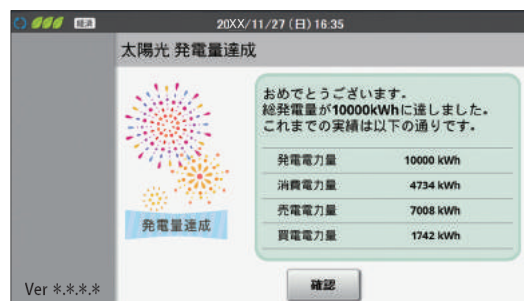 経済
20XX/11/27(日)16:35
太陽光 発電量達成
おめでとうございます。
総発電量が10000kWhに達しました。
これまでの実績は以下の通りです。
発電電力量 10000 kWh
消費電力量 4734 kWh
売電電力量 7008 kWh
買電電力量 1742 kWh
発電量達成
確認
Ver *.*.*.*